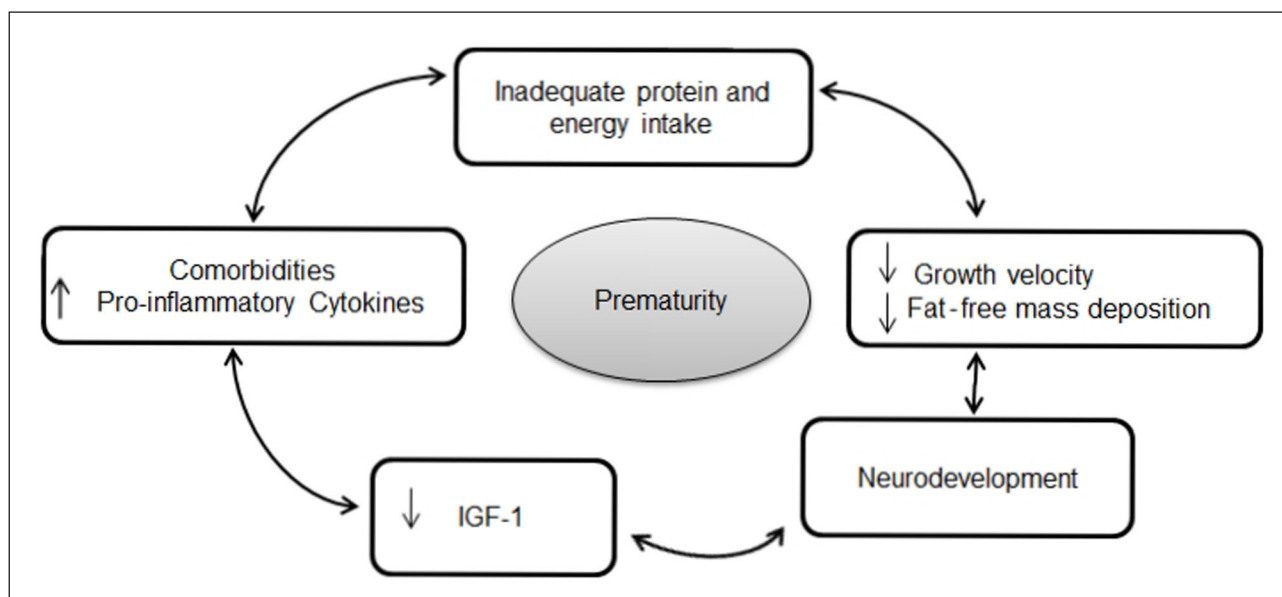 Inadequate protein and
energy intake
Comorbidities
↑ Pro-inflammatory Cytokines
Prematurity
↓ Growth velocity
↓ Fat-free mass deposition
↓ IGF-1
Neurodevelopment